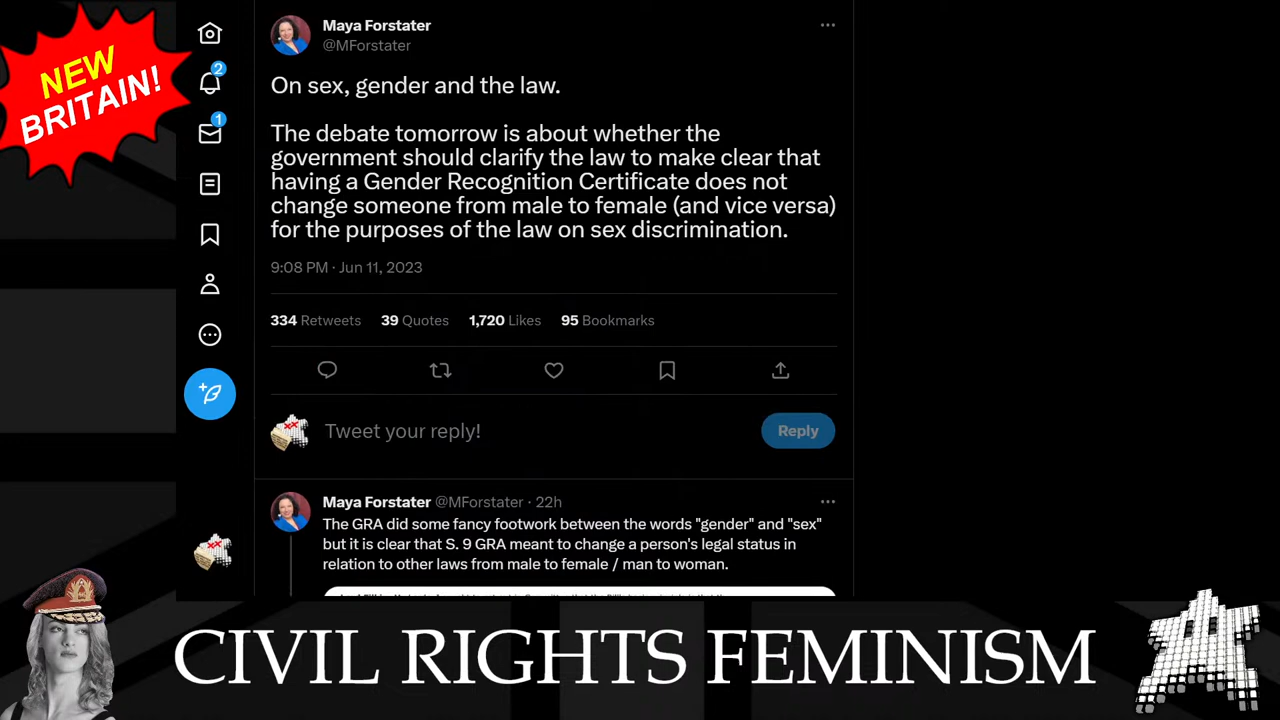 NEW
BRITAIN!
2
1
Maya Forstater
@MForstater
On sex, gender and the law.
The debate tomorrow is about whether the
government should clarify the law to make clear that
having a Gender Recognition Certificate does not
change someone from male to female (and vice versa)
for the purposes of the law on sex discrimination.
9:08 PM · Jun 11, 2023
334 Retweets 39 Quotes 1,720 Likes 95 Bookmarks
Tweet your reply!
Reply
Maya Forstater @MForstater · 22h
The GRA did some fancy footwork between the words "gender" and "sex"
but it is clear that S. 9 GRA meant to change a person's legal status in
relation to other laws from male to female / man to woman.
CIVIL RIGHTS FEMINISM